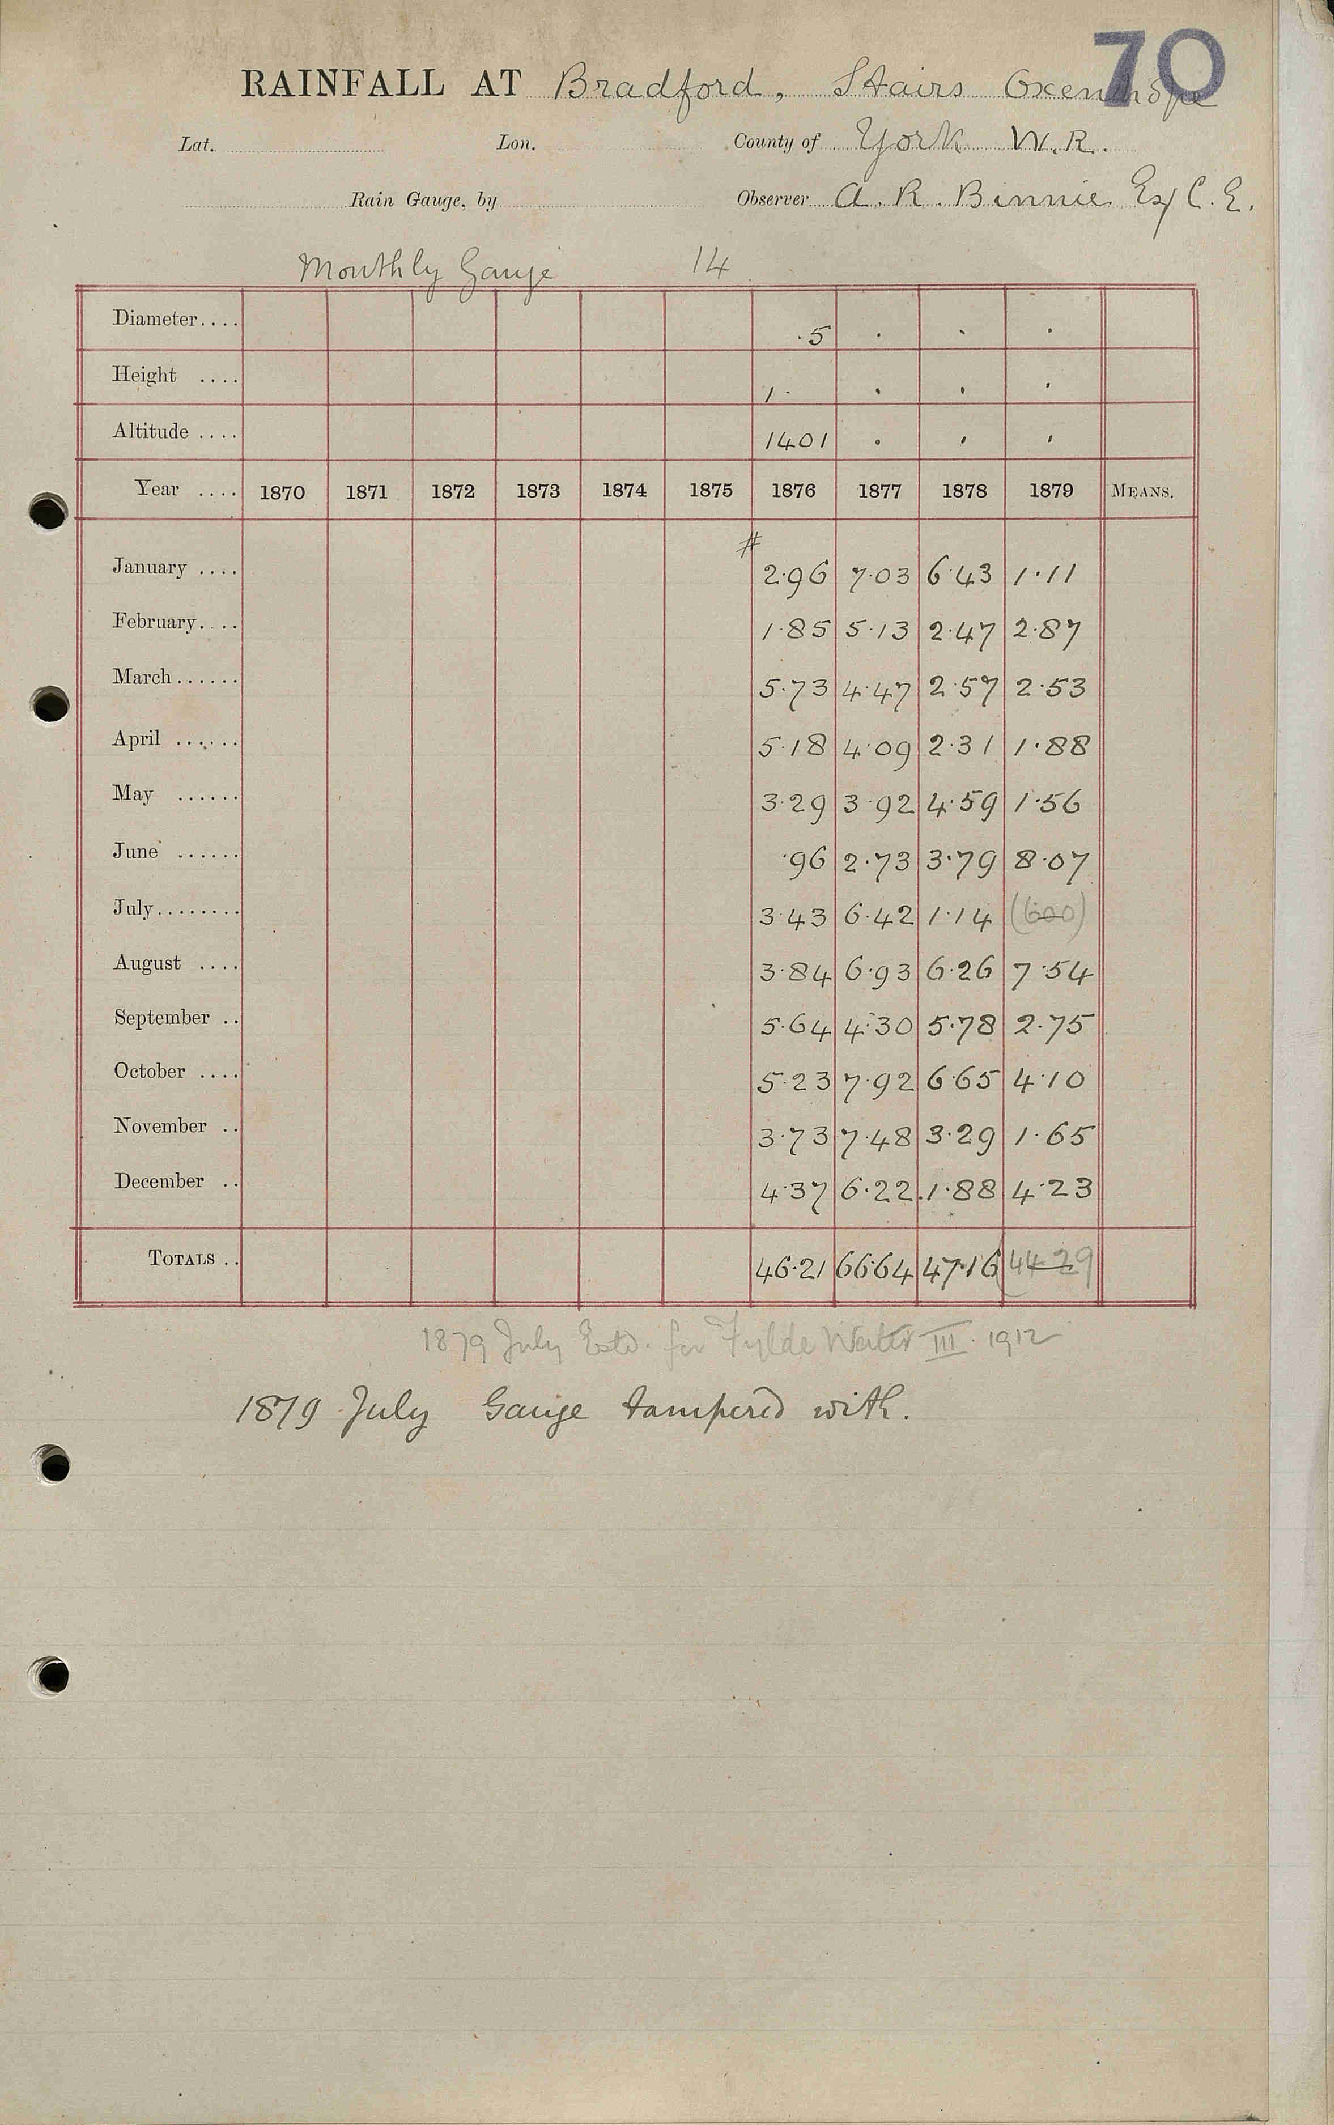 70
RAINFALL AT Bradford, Stairs Oxenhope
Lat. Lon. County of York W.R.
Rain Gauge, by Observer A. R. Binnie Esq C. E.
Monthly Gauge 14
Diameter.... ·5 · · ·
Height .... 1· · · ·
Altitude .... 1401 · · ·
Year .... 1870 1871 1872 1873 1874 1875 1876 1877 1878 1879 MEANS.
#
January .... 2·96 7·03 6·43 1·11
February.... 1·85 5·13 2·47 2·87
March...... 5·73 4·47 2·57 2·53
April ...... 5·18 4·09 2·31 1·88
May ...... 3·29 3·92 4·59 1·56
June ...... ·96 2·73 3·79 8·07
July........ 3·43 6·42 1·14 (600)
August .... 3·84 6·93 6·26 7·54
September .. 5·64 4·30 5·78 2·75
October .... 5·23 7·92 6·65 4·10
November .. 3·73 7·48 3·29 1·65
December .. 4·37 6·22 1·88 4·23
TOTALS .. 46·21 66·64 47·16 (44·29
1879 July Estd. for Fylde Water III. 1912
1879 July Gauge tampered with.